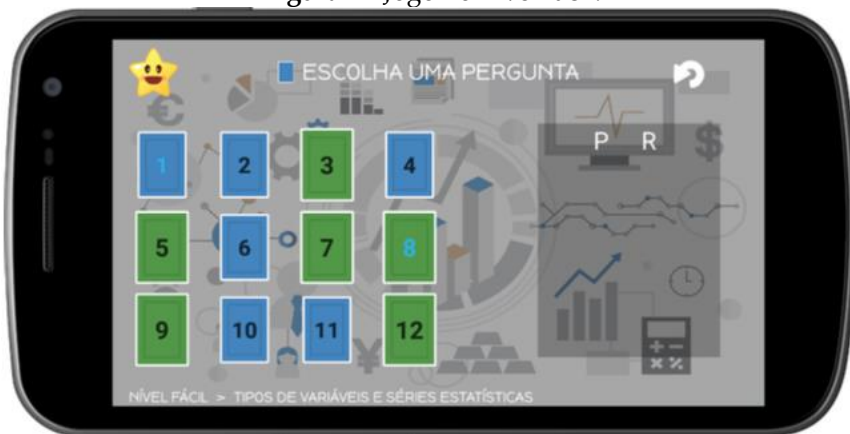 ESCOLHA UMA PERGUNTA
P R
1 2 3 4
5 6 7 8
9 10 11 12
NÍVEL FÁCIL > TIPOS DE VARIÁVEIS E SÉRIES ESTATÍSTICAS